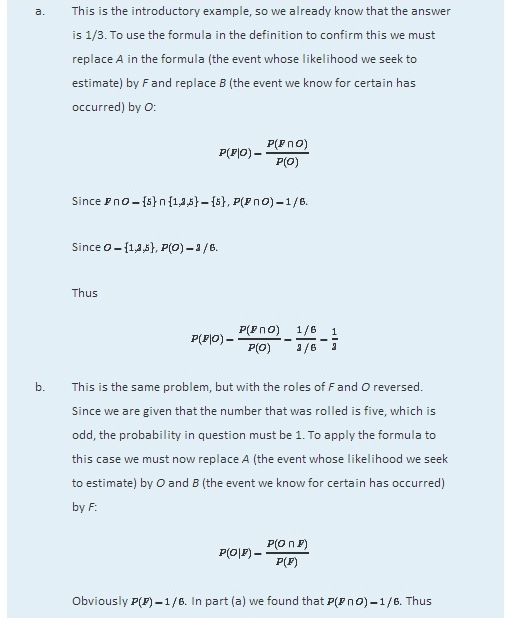 a. This is the introductory example, so we already know that the answer
is 1/3. To use the formula in the definition to confirm this we must
replace A in the formula (the event whose likelihood we seek to
estimate) by F and replace B (the event we know for certain has
occurred) by O:
P(F|O) = P(F ∩ O) / P(O)
Since F ∩ O = {5} ∩ {1,3,5} = {5}, P(F ∩ O) = 1/6.
Since O = {1,3,5}, P(O) = 3/6.
Thus
P(F|O) = P(F ∩ O) / P(O) = 1/6 / 3/6 = 1/3
b. This is the same problem, but with the roles of F and O reversed.
Since we are given that the number that was rolled is five, which is
odd, the probability in question must be 1. To apply the formula to
this case we must now replace A (the event whose likelihood we seek
to estimate) by O and B (the event we know for certain has occurred)
by F:
P(O|F) = P(O ∩ F) / P(F)
Obviously P(F) = 1/6. In part (a) we found that P(F ∩ O) = 1/6. Thus